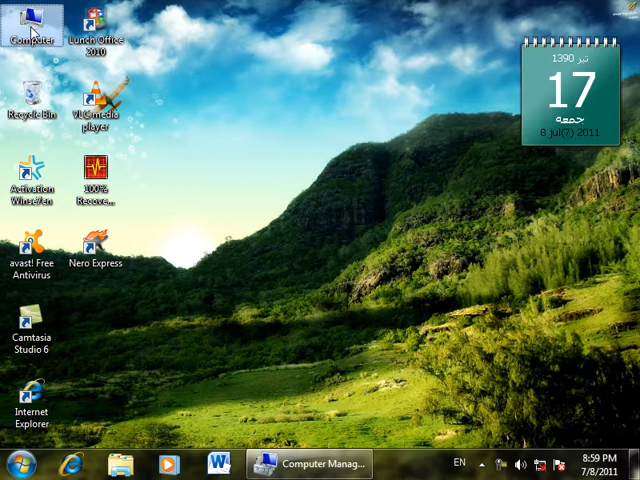 Computer
Lunch Office
2010
Recycle Bin
VLC media
player
Activation
Winse7en
100%
Recove...
avast! Free
Antivirus
Nero Express
Camtasia
Studio 6
Internet
Explorer
تیر 1390
17
جمعه
8 jul(7) 2011
Computer Manag...
EN
8:59 PM
7/8/2011